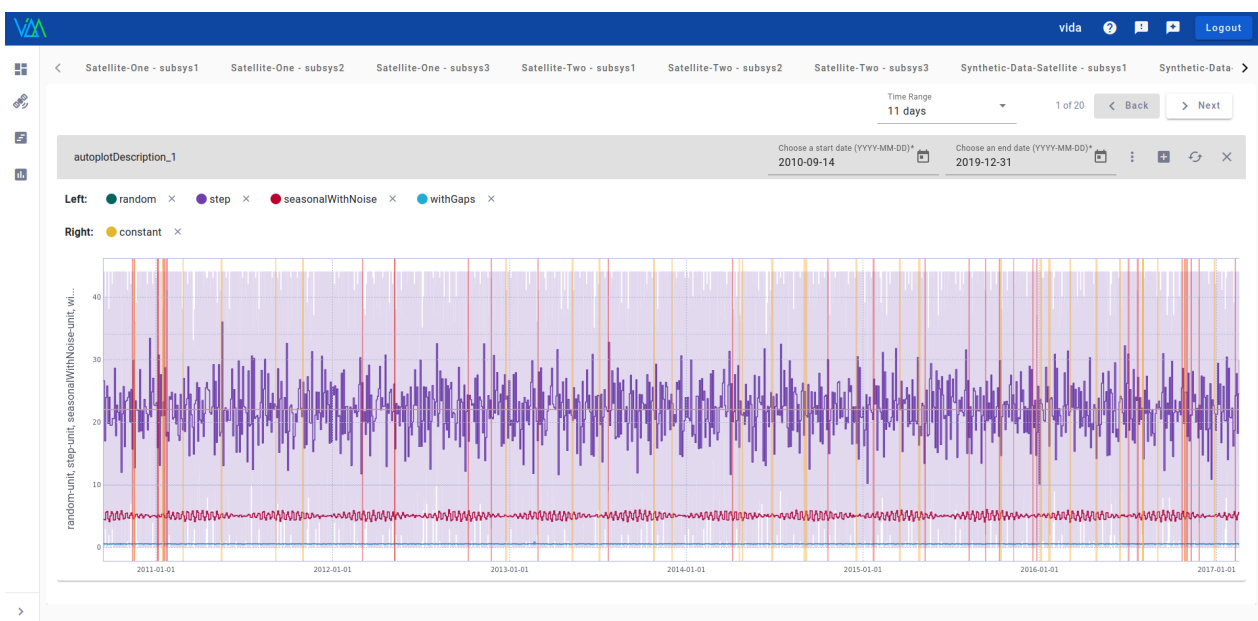 VIDA
vida ? Logout
Satellite-One - subsys1 Satellite-One - subsys2 Satellite-One - subsys3 Satellite-Two - subsys1 Satellite-Two - subsys2 Satellite-Two - subsys3 Synthetic-Data-Satellite - subsys1 Synthetic-Data-
Time Range
11 days 1 of 20 Back Next
Choose a start date (YYYY-MM-DD)* Choose an end date (YYYY-MM-DD)*
autoplotDescription_1 2010-09-14 2019-12-31
Left: random step seasonalWithNoise withGaps
Right: constant
random-unit, step-unit, seasonalWithNoise-unit, wi...
40
30
20
10
0
2011-01-01 2012-01-01 2013-01-01 2014-01-01 2015-01-01 2016-01-01 2017-01-01